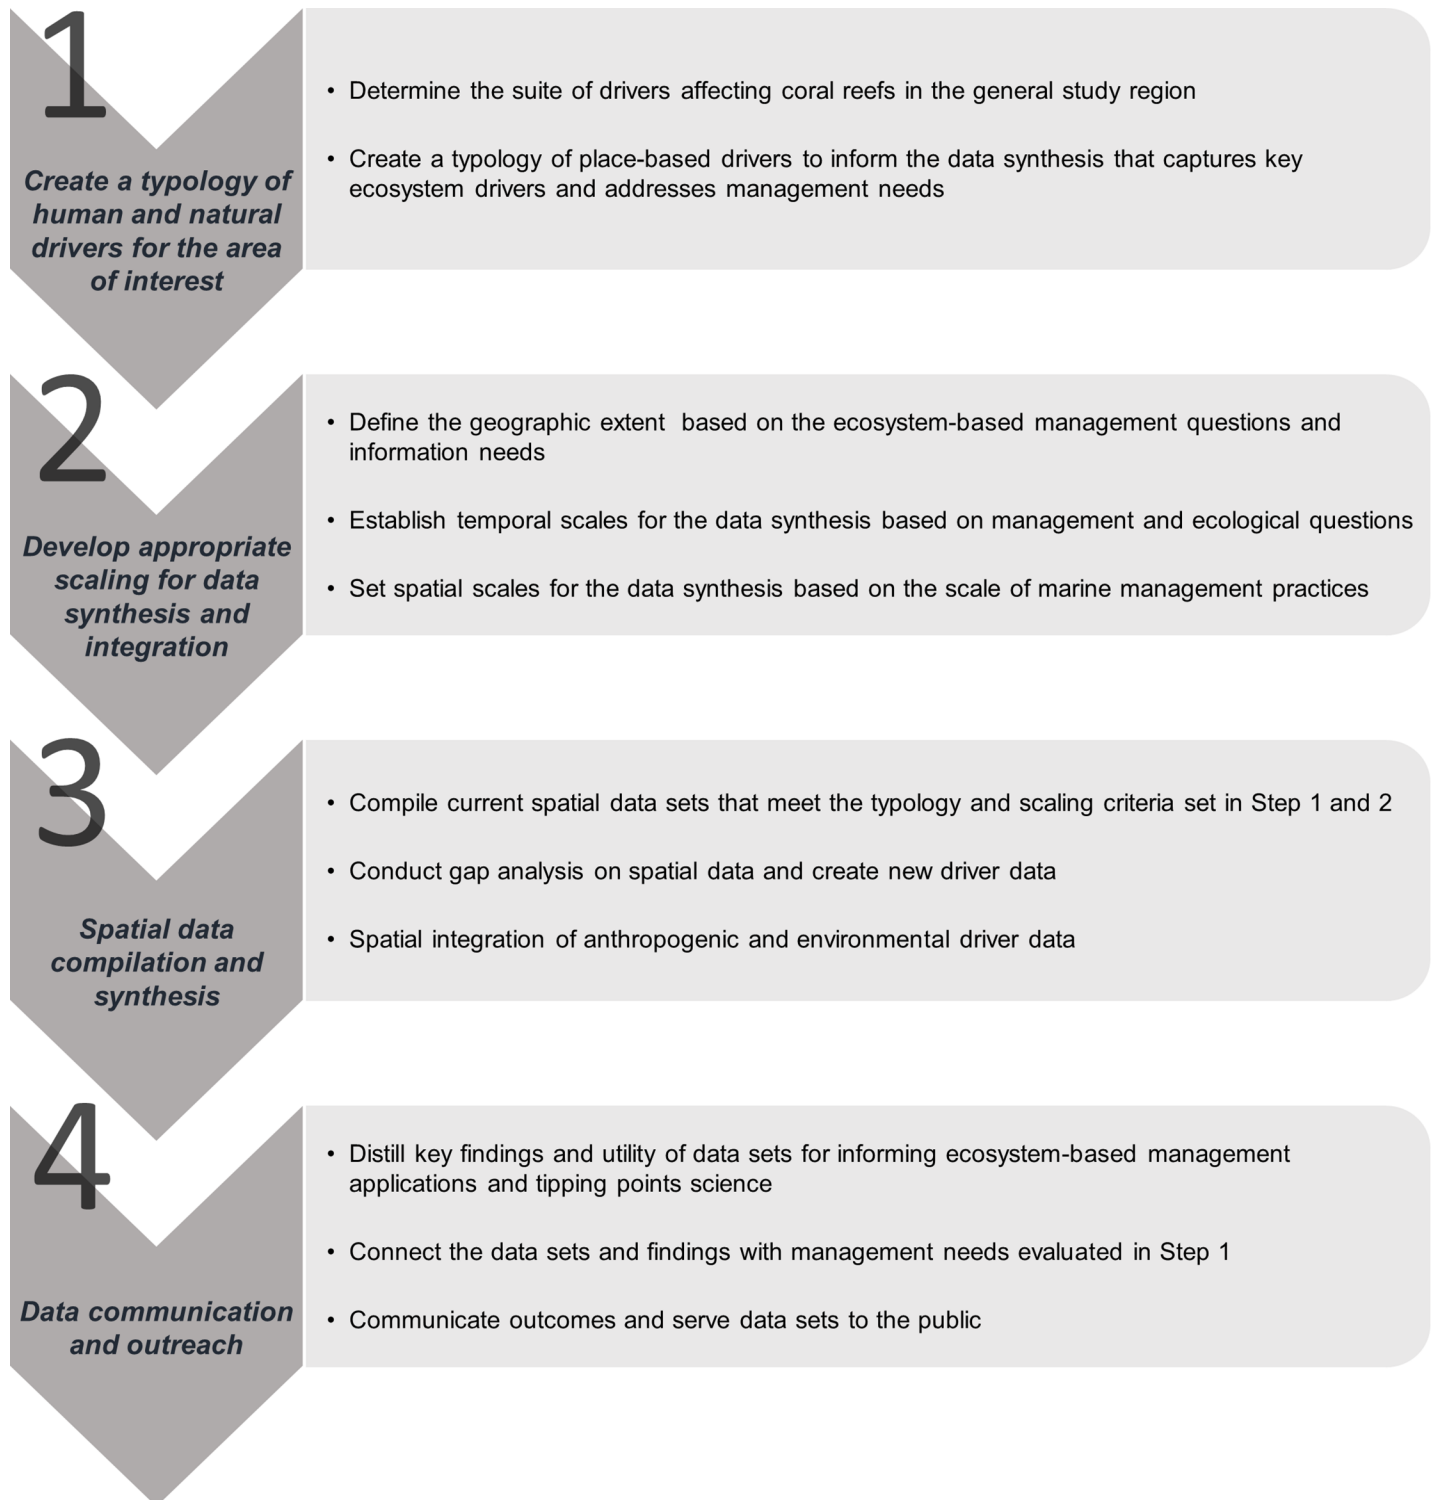 1
Create a typology of
human and natural
drivers for the area
of interest
• Determine the suite of drivers affecting coral reefs in the general study region
• Create a typology of place-based drivers to inform the data synthesis that captures key
ecosystem drivers and addresses management needs
2
Develop appropriate
scaling for data
synthesis and
integration
• Define the geographic extent based on the ecosystem-based management questions and
information needs
• Establish temporal scales for the data synthesis based on management and ecological questions
• Set spatial scales for the data synthesis based on the scale of marine management practices
3
Spatial data
compilation and
synthesis
• Compile current spatial data sets that meet the typology and scaling criteria set in Step 1 and 2
• Conduct gap analysis on spatial data and create new driver data
• Spatial integration of anthropogenic and environmental driver data
4
Data communication
and outreach
• Distill key findings and utility of data sets for informing ecosystem-based management
applications and tipping points science
• Connect the data sets and findings with management needs evaluated in Step 1
• Communicate outcomes and serve data sets to the public